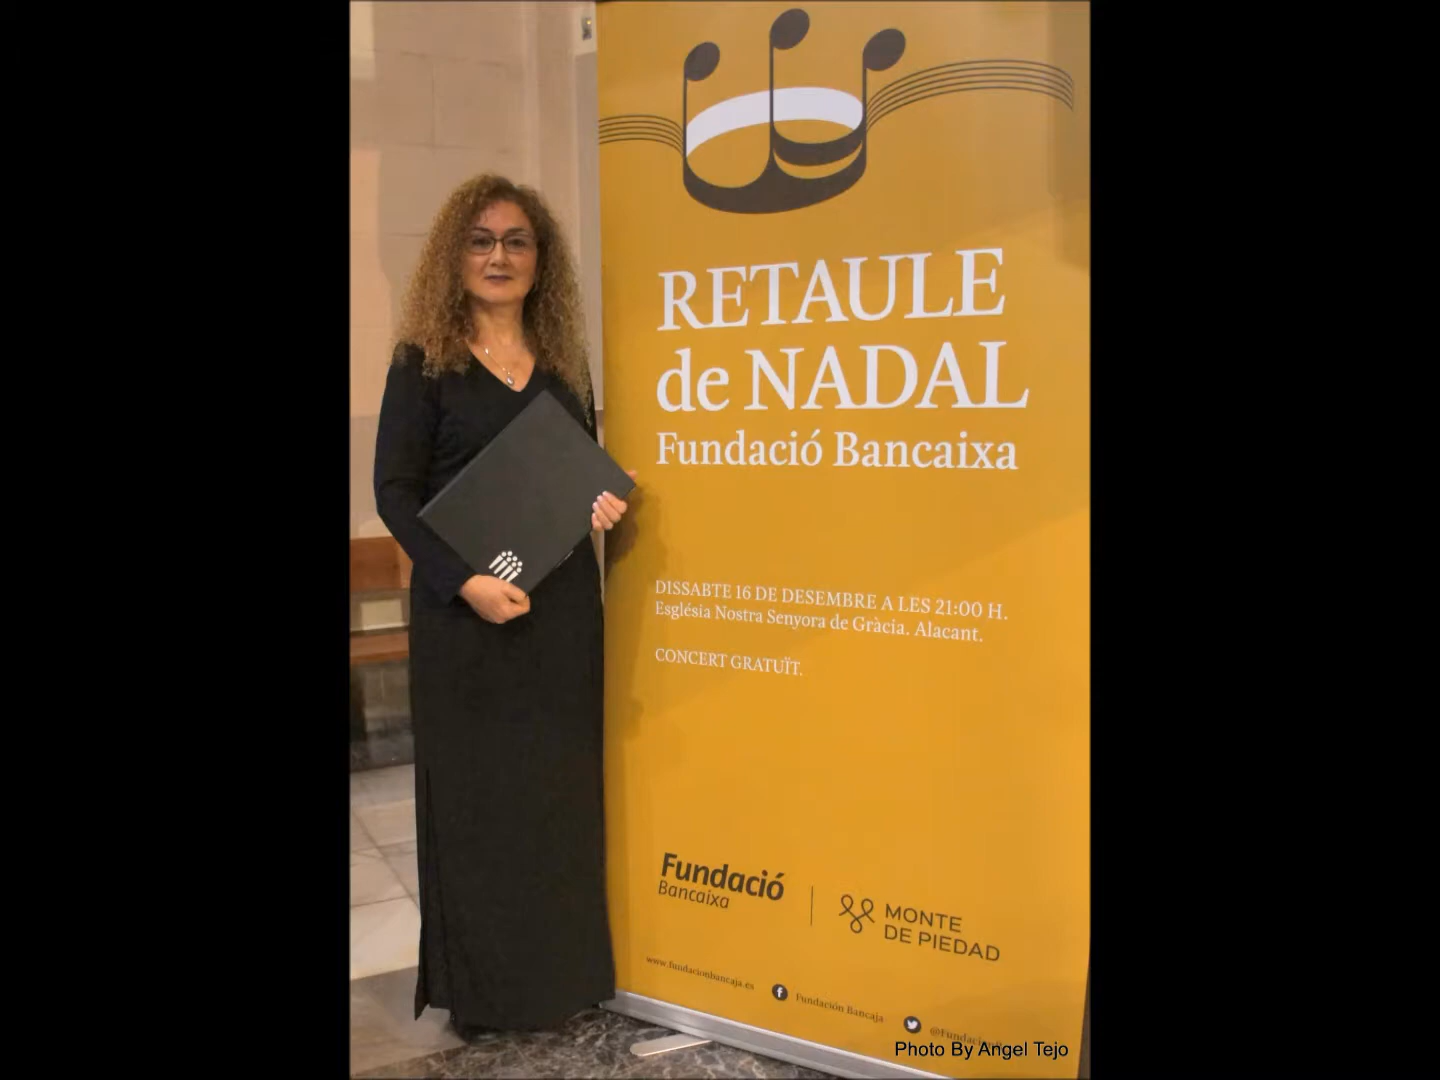 RETAULE
de NADAL
Fundació Bancaixa
DISSABTE 16 DE DESEMBRE A LES 21:00 H.
Església Nostra Senyora de Gràcia. Alacant.
CONCERT GRATUÏT.
Fundació
Bancaixa
MONTE
DE PIEDAD
www.fundacionbancaja.es
Fundación Bancaja
Photo By Angel Tejo